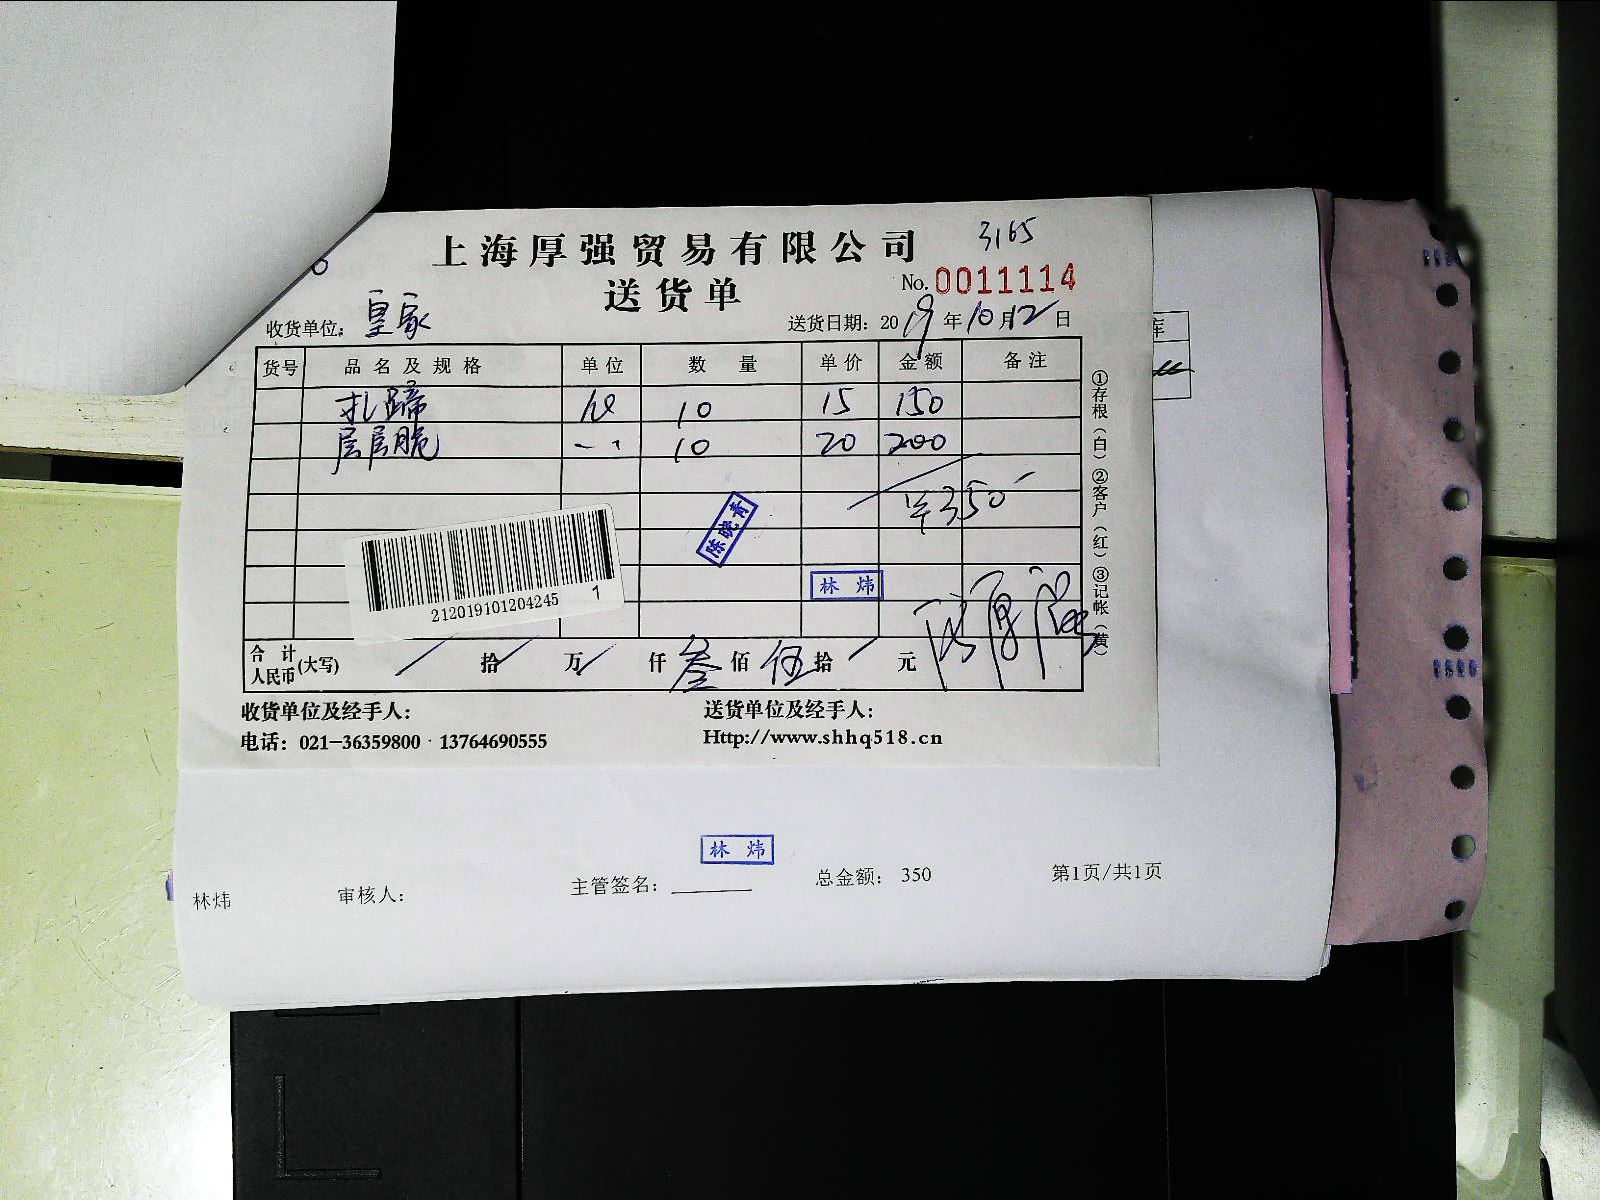 3165
上海厚强贸易有限公司
送货单
No. 0011114
收货单位：皇家
送货日期：2019年10月12日
货号 品名及规格 单位 数量 单价 金额 备注
扎蹄 10 15 150
层层脆 10 20 200
¥350
陈晓青
林炜
212019101204245 1
合计人民币(大写) 拾 万 仟 叁佰 伍拾 元
①存根（白）②客户（红）③记帐（黄）
收货单位及经手人：
送货单位及经手人：
电话：021-36359800 · 13764690555
Http://www.shhq518.cn
林炜
林炜
审核人：
主管签名：
总金额： 350
第1页/共1页